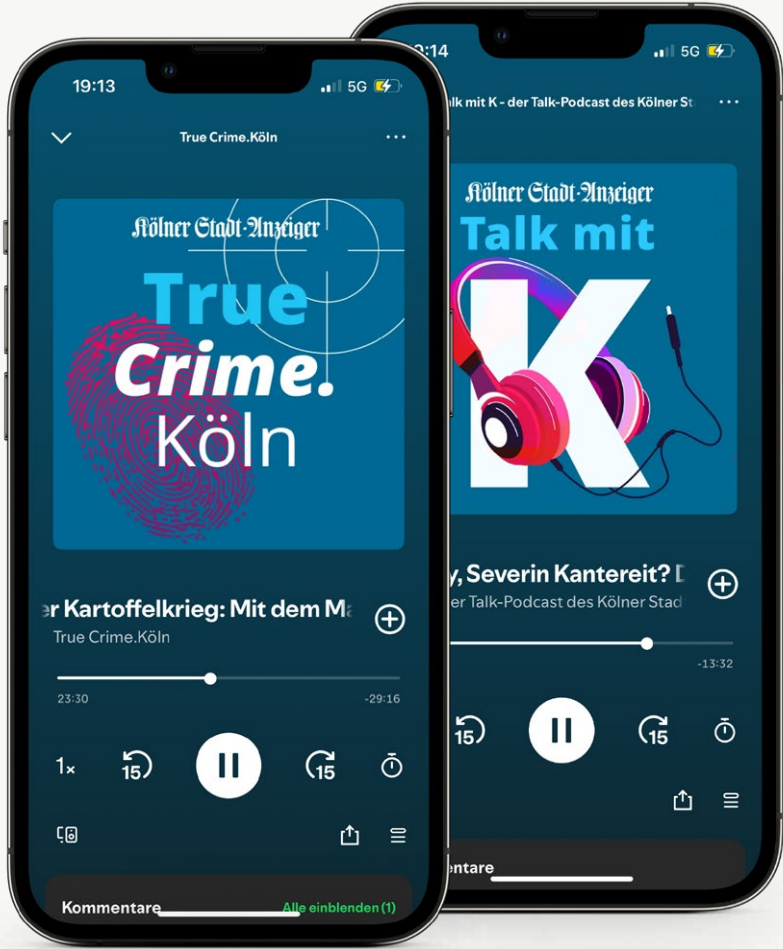 19:13
5G
True Crime.Köln
Kölner Stadt-Anzeiger
True
Crime.
Köln
er Kartoffelkrieg: Mit dem Ma
True Crime.Köln
23:30
-29:16
1x
15
15
Kommentare
Alle einblenden (1)
9:14
5G
alk mit K - der Talk-Podcast des Kölner St
Kölner Stadt-Anzeiger
Talk mit
K
y, Severin Kantereit? D
er Talk-Podcast des Kölner Stad
-13:32
15
15
entare